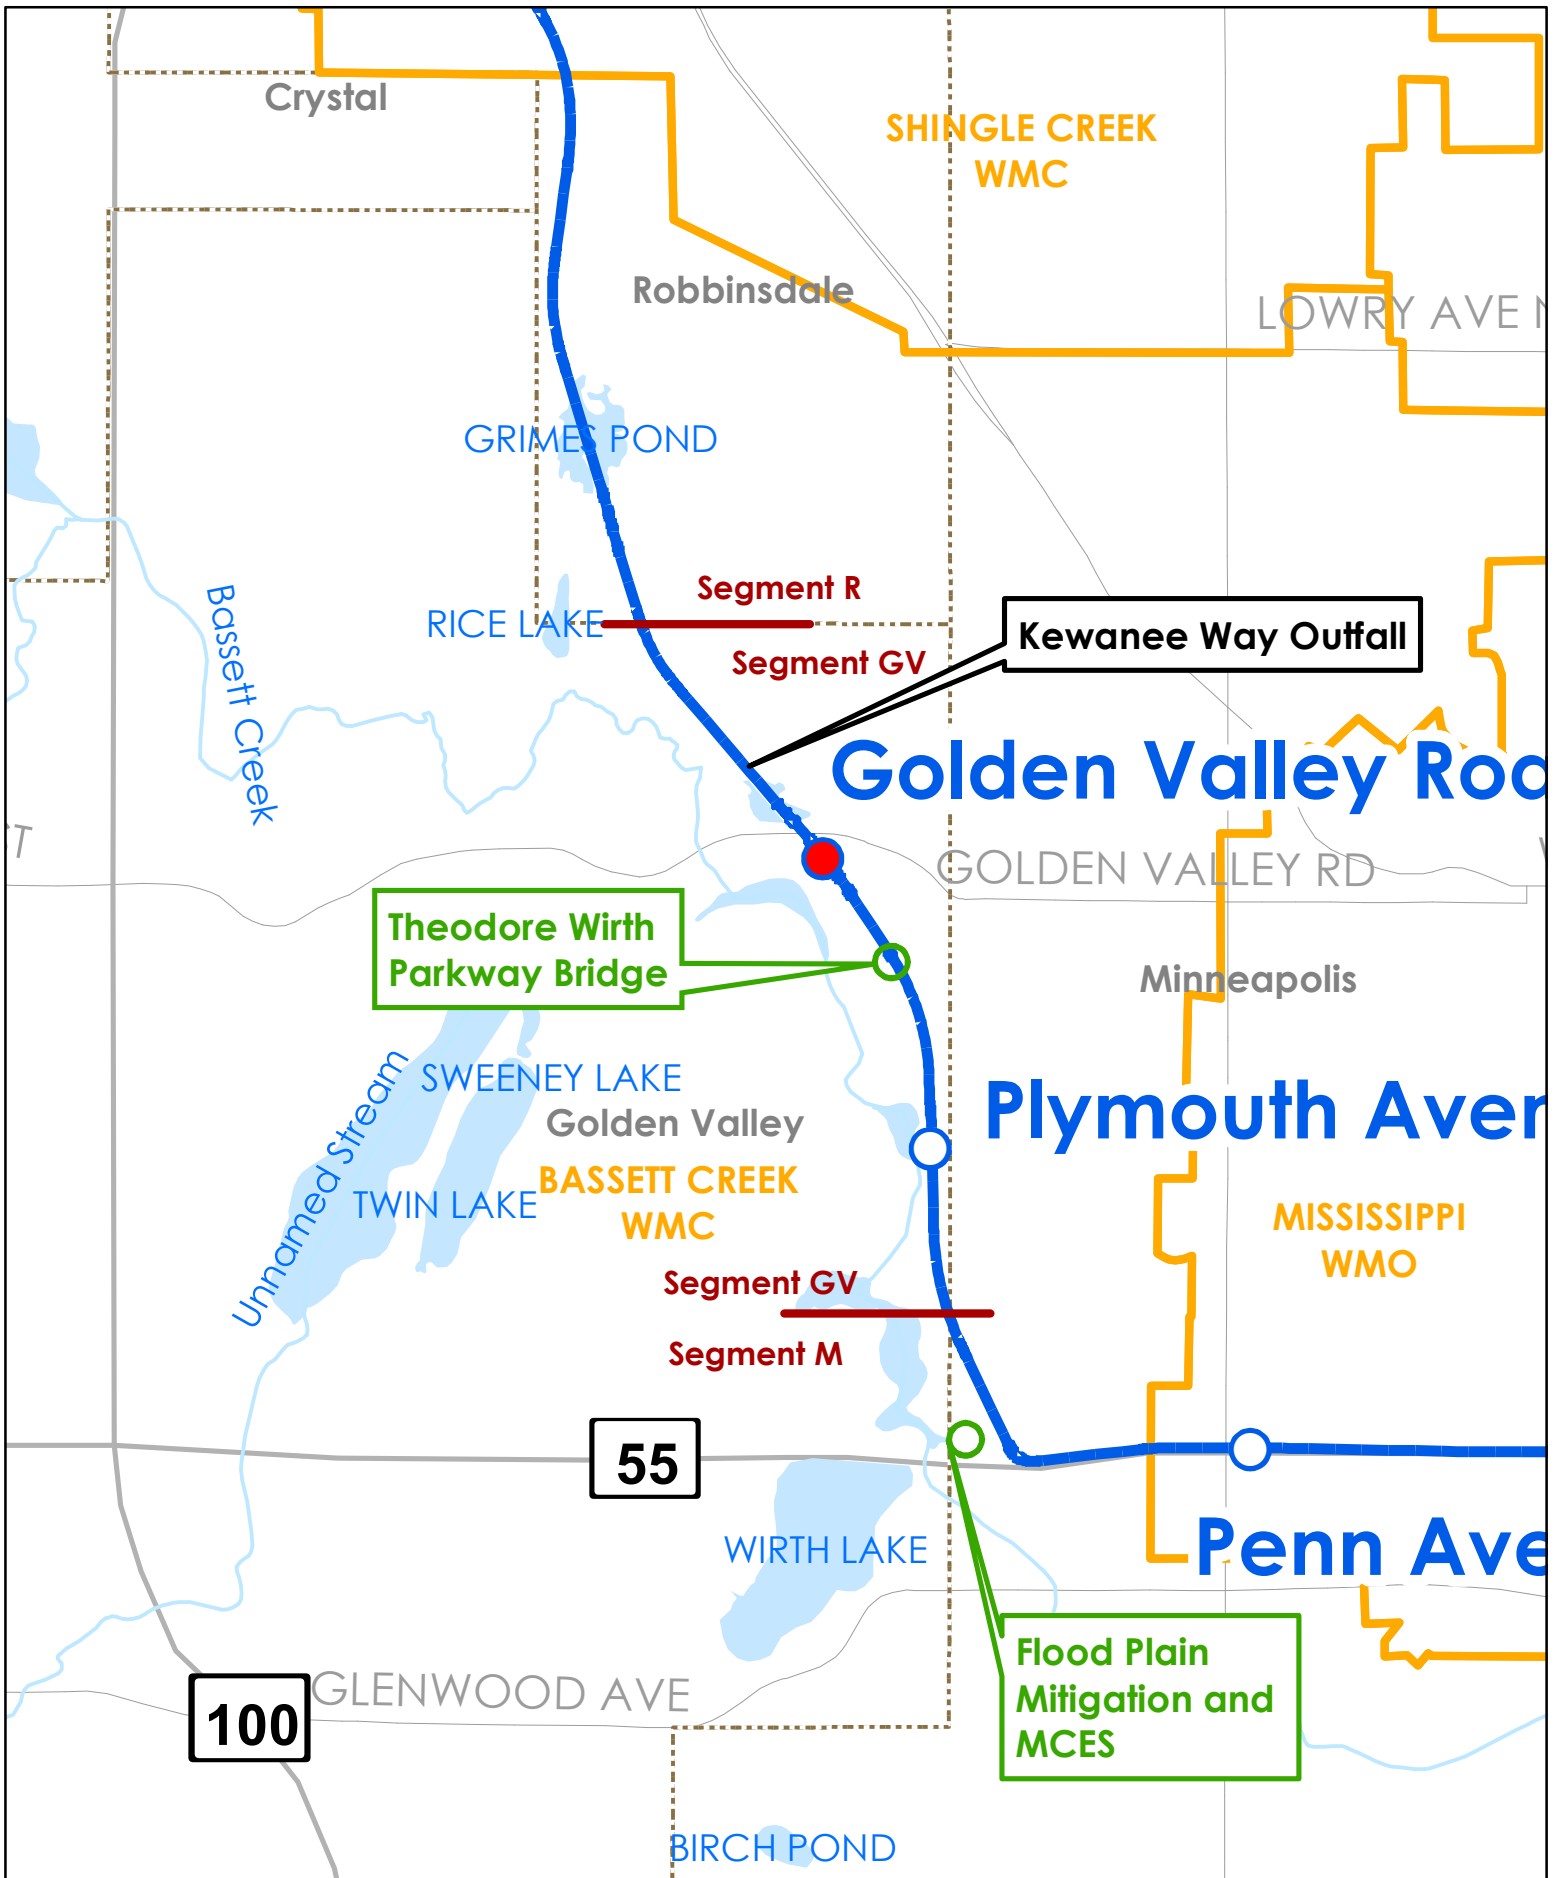 Crystal
SHINGLE CREEK
WMC
Robbinsdale
LOWRY AVE N
GRIMES POND
Segment R
RICE LAKE
Bassett Creek
Kewanee Way Outfall
Segment GV
Golden Valley Roa
GOLDEN VALLEY RD
Theodore Wirth
Parkway Bridge
Minneapolis
SWEENEY LAKE
Unnamed Stream
Golden Valley
Plymouth Aven
BASSETT CREEK
WMC
TWIN LAKE
MISSISSIPPI
WMO
Segment GV
Segment M
55
WIRTH LAKE
Penn Ave
Flood Plain
Mitigation and
MCES
GLENWOOD AVE
100
BIRCH POND